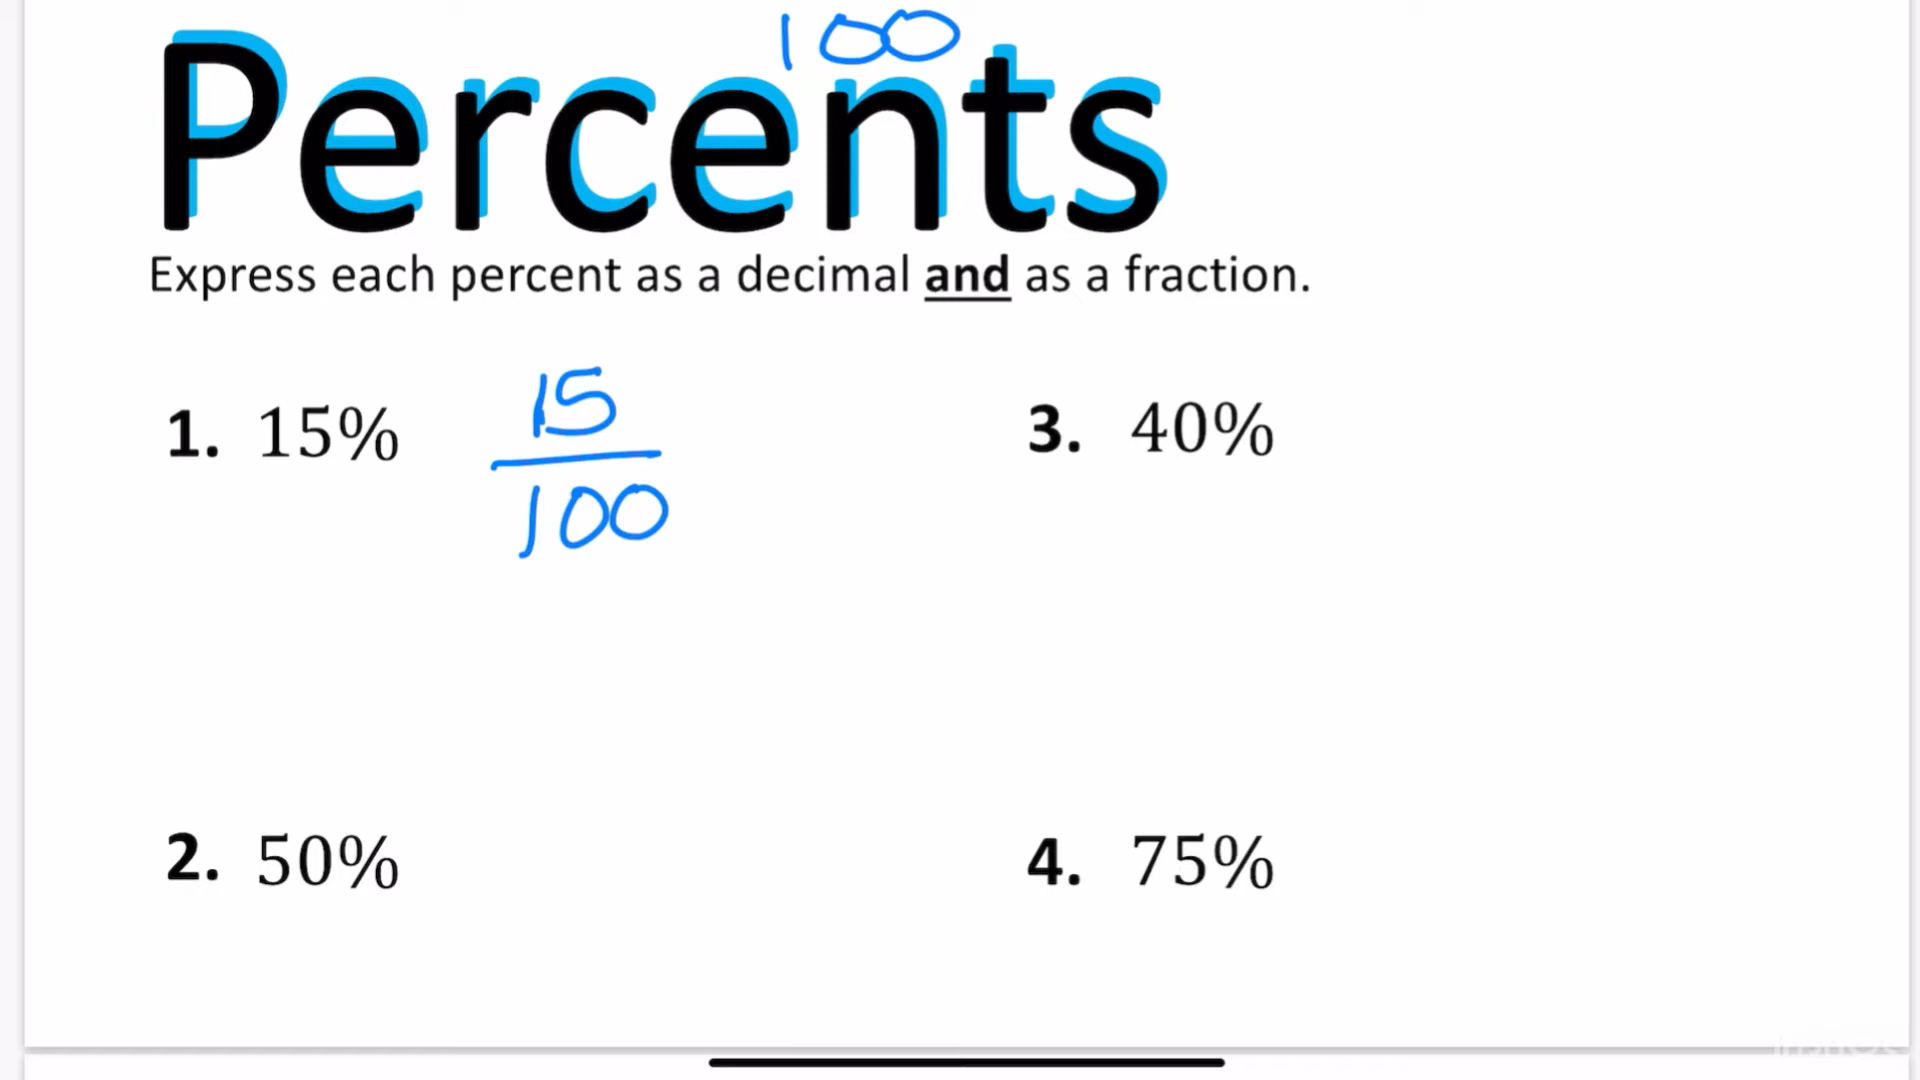 100
Percents
Express each percent as a decimal and as a fraction.
1. 15% 15/100
3. 40%
2. 50%
4. 75%